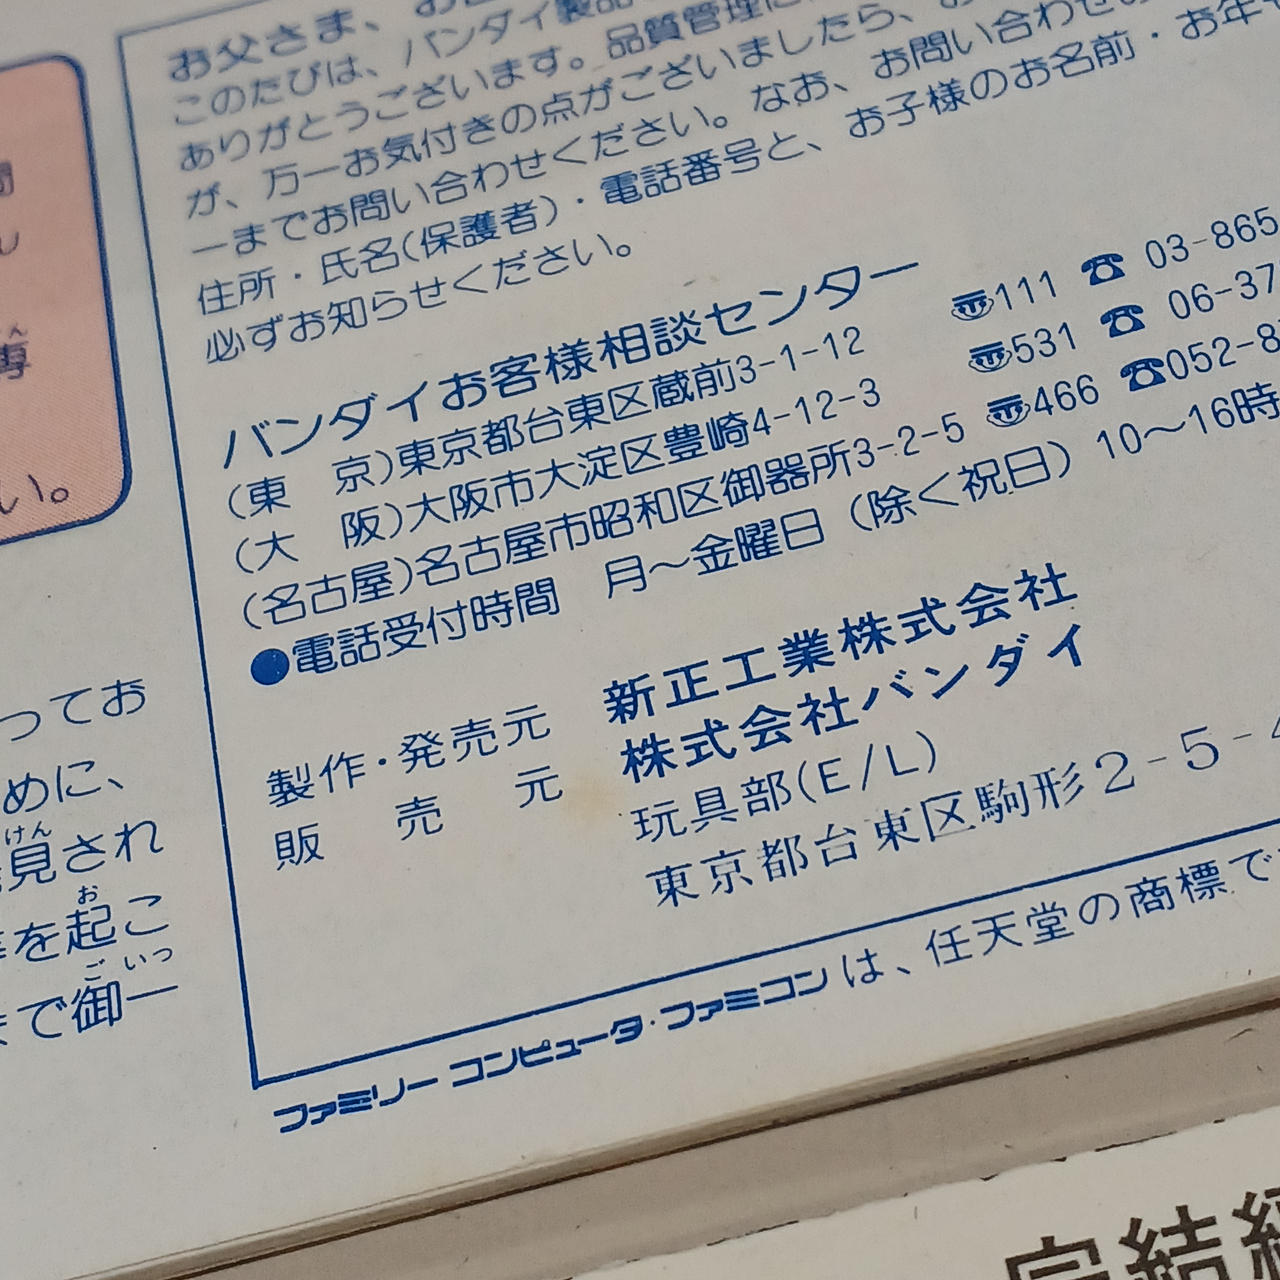 お父さま、お
このたびは、バンダイ製品
ありがとうございます。品質管理に
が、万一お気付きの点がございましたら、お
ーまでお問い合わせください。なお、お問い合わせの
住所・氏名(保護者)・電話番号と、お子様のお名前・お年
必ずお知らせください。
バンダイお客様相談センター
(東 京)東京都台東区蔵前3-1-12 〠111 ☎ 03-865
(大 阪)大阪市大淀区豊崎4-12-3 〠531 ☎ 06-37
(名古屋)名古屋市昭和区御器所3-2-5 〠466 ☎052-8
●電話受付時間 月〜金曜日(除く祝日)10〜16時
製作・発売元 新正工業株式会社
販 売 元 株式会社バンダイ
玩具部(E/L)
東京都台東区駒形2-5-4
ファミリーコンピュータ・ファミコンは、任天堂の商標で
い。
ってお
めに、
見され
けん
を起こ
お
で御一
ごいっ
完結